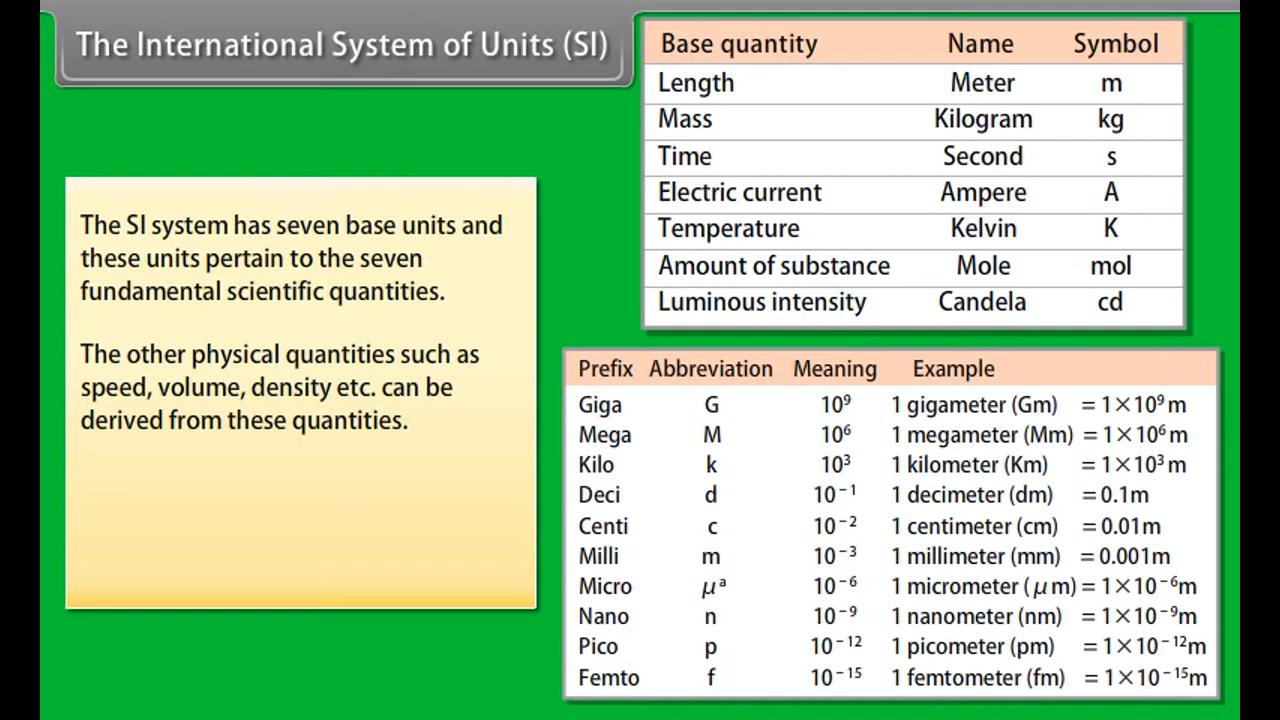 The International System of Units (SI)
Base quantity Name Symbol
Length Meter m
Mass Kilogram kg
Time Second s
Electric current Ampere A
Temperature Kelvin K
Amount of substance Mole mol
Luminous intensity Candela cd
The SI system has seven base units and
these units pertain to the seven
fundamental scientific quantities.
The other physical quantities such as
speed, volume, density etc. can be
derived from these quantities.
Prefix Abbreviation Meaning Example
Giga G 10⁹ 1 gigameter (Gm) = 1×10⁹ m
Mega M 10⁶ 1 megameter (Mm) = 1×10⁶ m
Kilo k 10³ 1 kilometer (Km) = 1×10³ m
Deci d 10⁻¹ 1 decimeter (dm) = 0.1m
Centi c 10⁻² 1 centimeter (cm) = 0.01m
Milli m 10⁻³ 1 millimeter (mm) = 0.001m
Micro μᵃ 10⁻⁶ 1 micrometer (μm) = 1×10⁻⁶m
Nano n 10⁻⁹ 1 nanometer (nm) = 1×10⁻⁹m
Pico p 10⁻¹² 1 picometer (pm) = 1×10⁻¹²m
Femto f 10⁻¹⁵ 1 femtometer (fm) = 1×10⁻¹⁵m